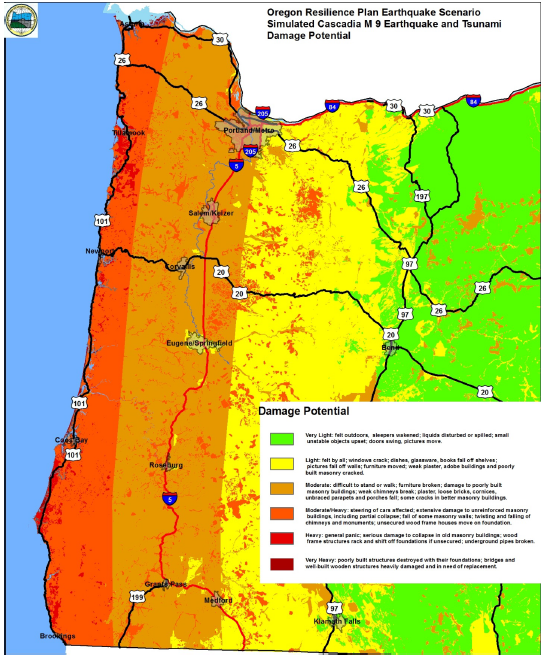 Oregon Resilience Plan Earthquake Scenario
Simulated Cascadia M 9 Earthquake and Tsunami
Damage Potential
30
26
26
205
84
30
30
84
Tillamook
Portland/Metro
205
26
5
26
197
Salem/Keizer
101
Newport
Corvallis
20
97
26
20
26
97
20
Eugene/Springfield
Bend
20
101
Damage Potential
Very Light: felt outdoors, sleepers wakened; liquids disturbed or spilled; small
unstable objects upset; doors swing, pictures move.
Coos Bay
101
Light: felt by all; windows crack; dishes, glassware, books fall off shelves;
pictures fall off walls; furniture moved; weak plaster, adobe buildings and poorly
built masonry cracked.
Roseburg
Moderate: difficult to stand or walk; furniture broken; damage to poorly built
masonry buildings; weak chimneys break; plaster, loose bricks, cornices,
unbraced parapets and porches fall; some cracks in better masonry buildings.
5
Moderate/Heavy: steering of cars affected; extensive damage to unreinforced masonry
buildings, including partial collapse; fall of some masonry walls; twisting and falling of
chimneys and monuments; unsecured wood frame houses move on foundation.
Heavy: general panic; serious damage to collapse in old masonry buildings; wood
frame structures rack and shift off foundations if unsecured; underground pipes broken.
Very Heavy: poorly built structures destroyed with their foundations; bridges and
well-built wooden structures heavily damaged and in need of replacement.
Grants Pass
199
Medford
97
Klamath Falls
Brookings